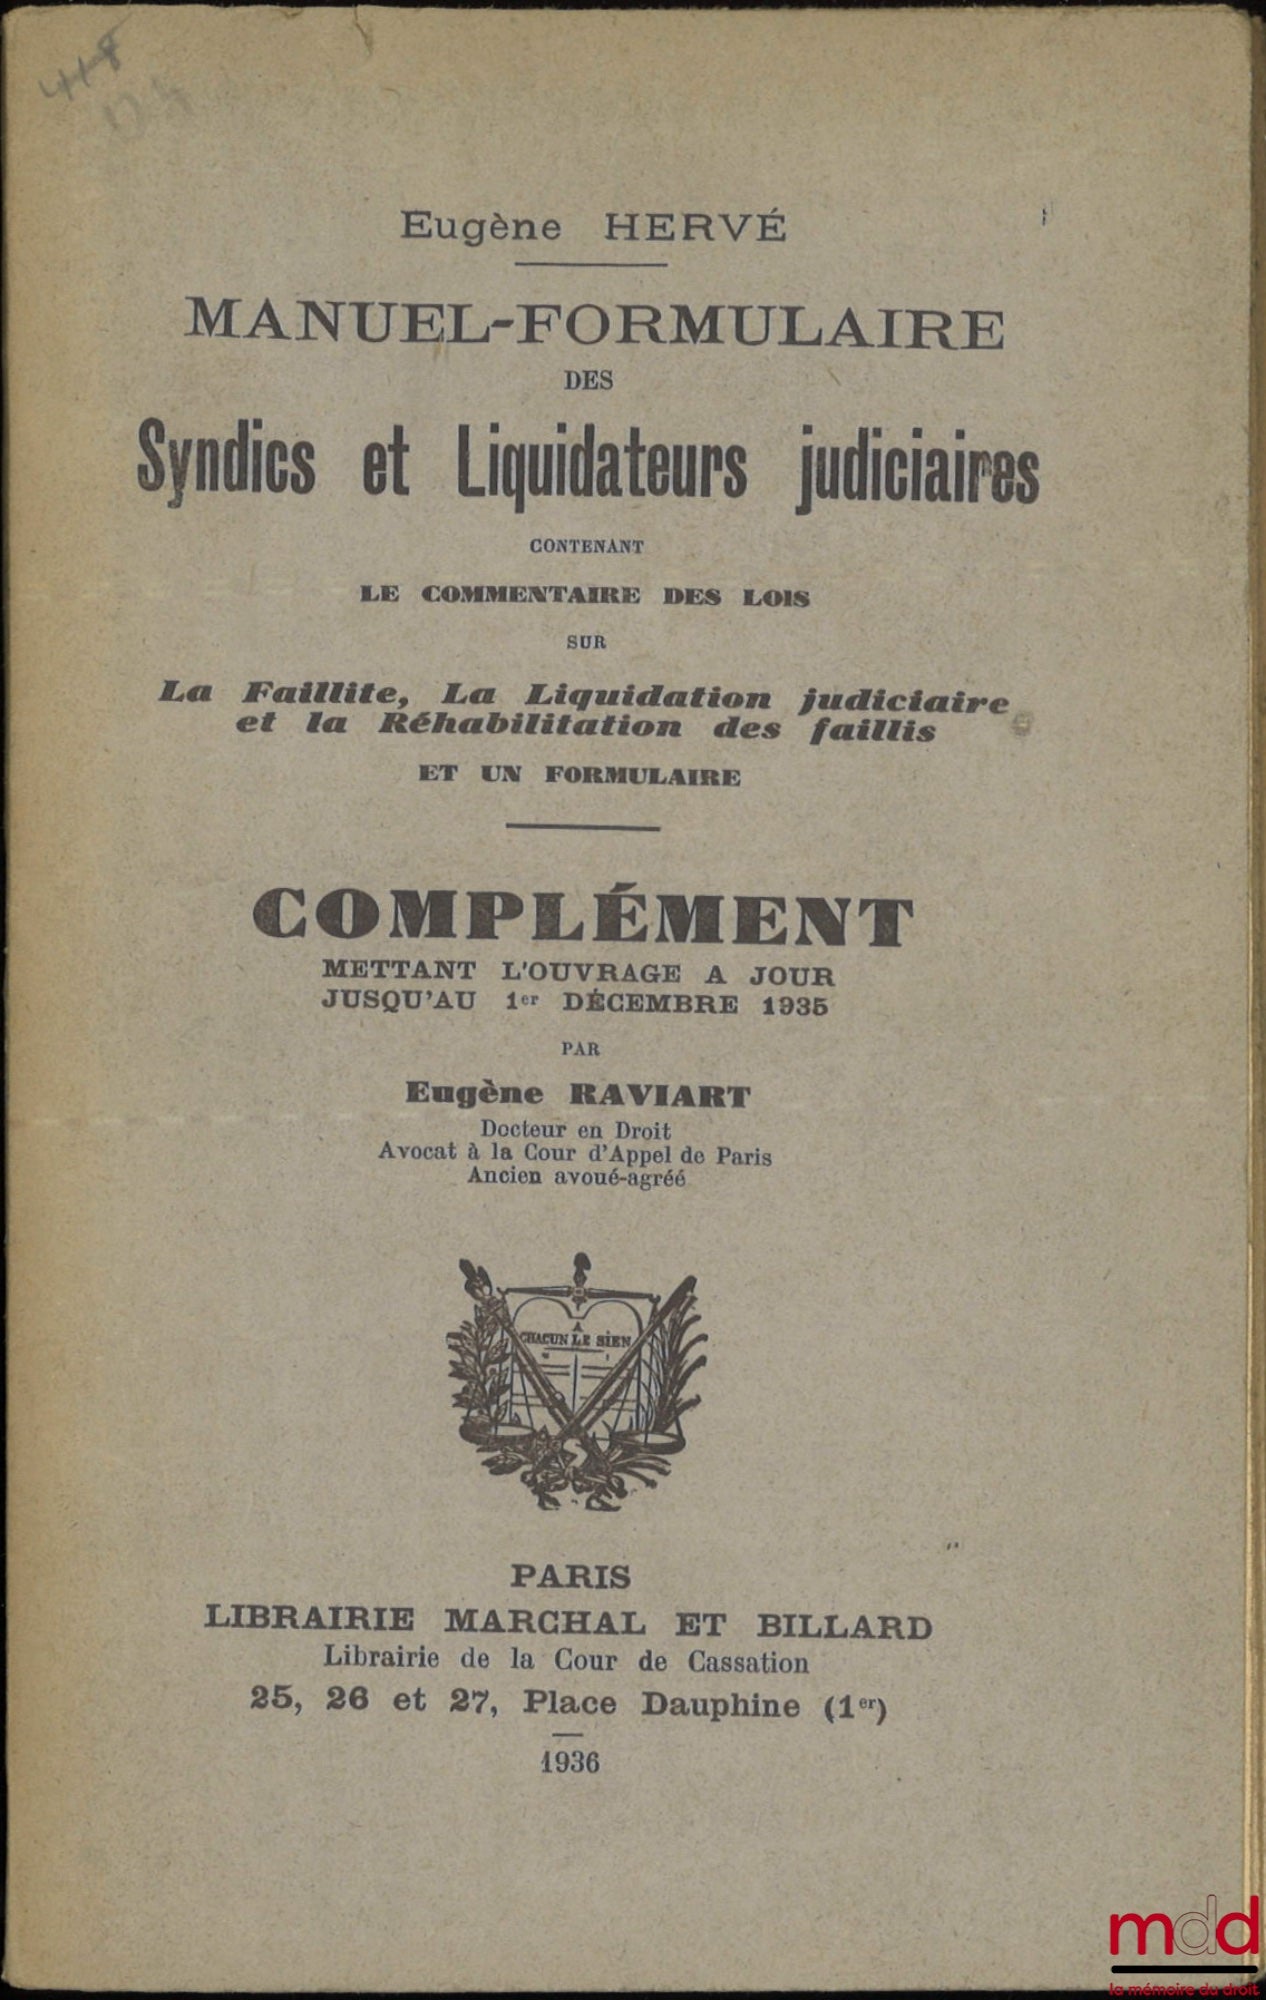 418
Eugène HERVÉ
MANUEL-FORMULAIRE
DES
Syndics et Liquidateurs judiciaires
CONTENANT
LE COMMENTAIRE DES LOIS
SUR
La Faillite, La Liquidation judiciaire
et la Réhabilitation des faillis
ET UN FORMULAIRE
COMPLÉMENT
METTANT L'OUVRAGE A JOUR
JUSQU'AU 1er DÉCEMBRE 1935
PAR
Eugène RAVIART
Docteur en Droit
Avocat à la Cour d'Appel de Paris
Ancien avoué-agréé
A
CHACUN LE SIEN
PARIS
LIBRAIRIE MARCHAL ET BILLARD
Librairie de la Cour de Cassation
25, 26 et 27, Place Dauphine (1er)
1936
mdd
la mémoire du droit